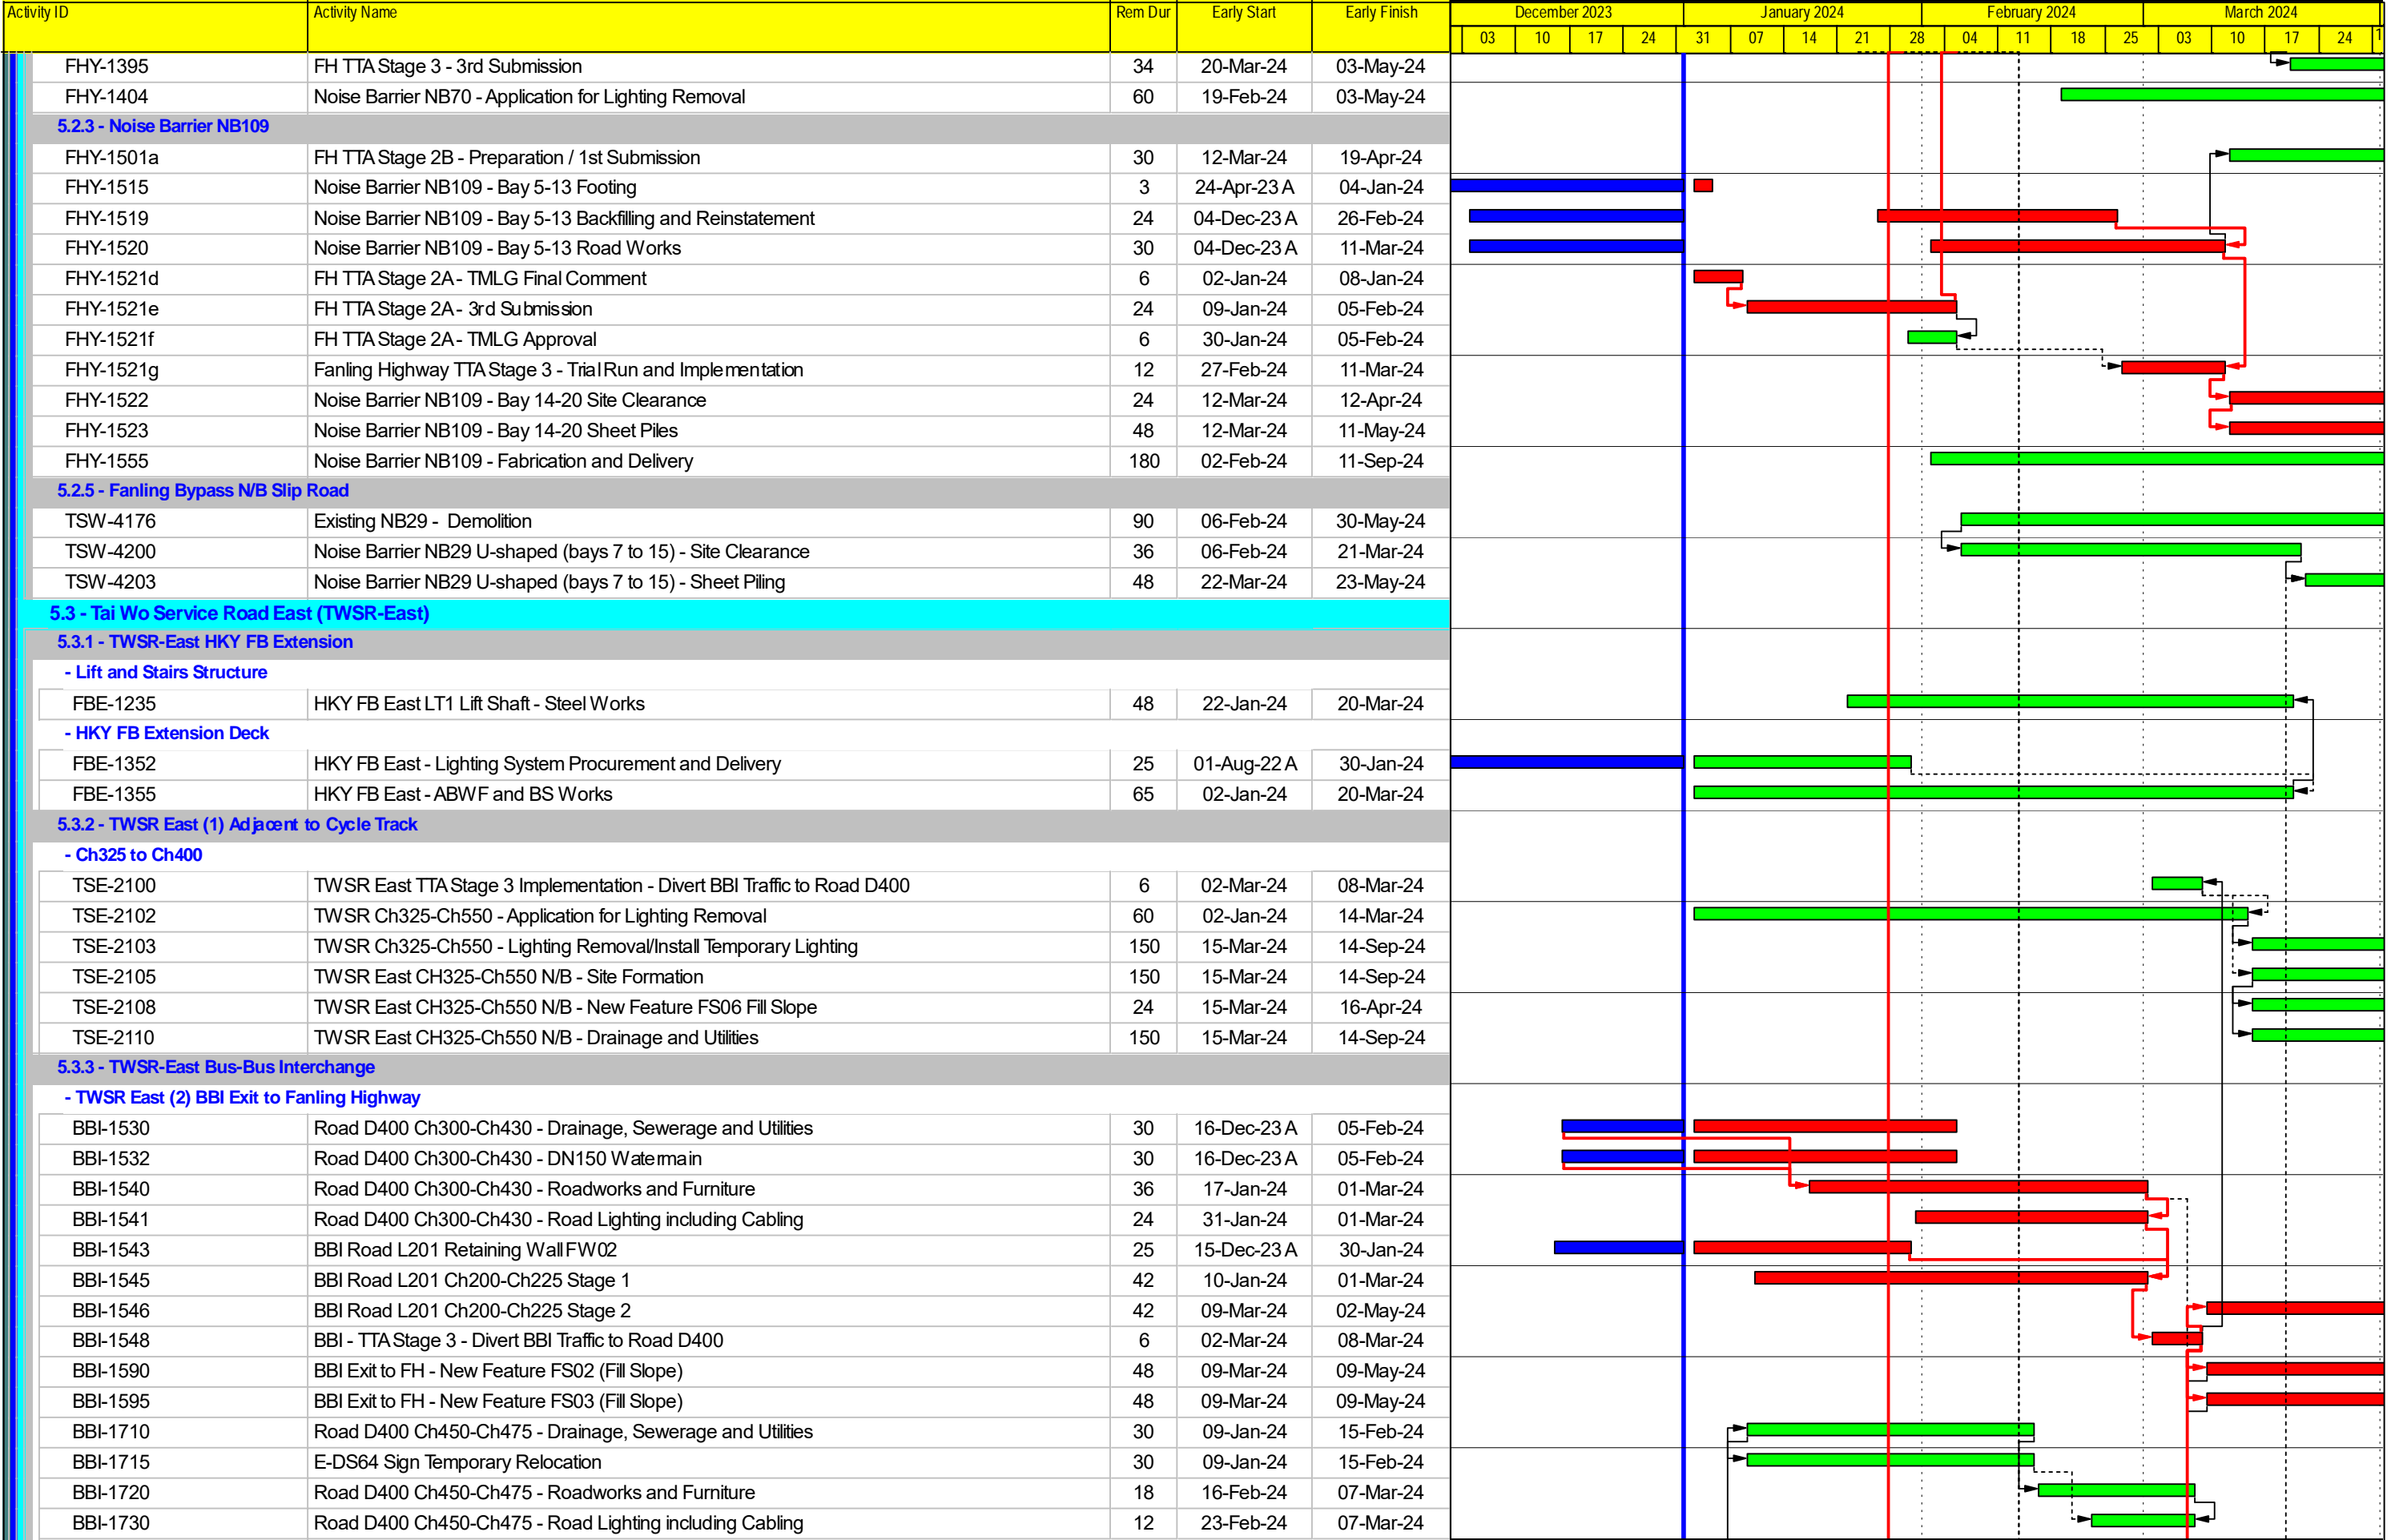 Activity ID Activity Name Rem Dur Early Start Early Finish December 2023 January 2024 February 2024 March 2024
03 10 17 24 31 07 14 21 28 04 11 18 25 03 10 17 24 1
FHY-1395 FH TTA Stage 3 - 3rd Submission 34 20-Mar-24 03-May-24
FHY-1404 Noise Barrier NB70 - Application for Lighting Removal 60 19-Feb-24 03-May-24
5.2.3 - Noise Barrier NB109
FHY-1501a FH TTA Stage 2B - Preparation / 1st Submission 30 12-Mar-24 19-Apr-24
FHY-1515 Noise Barrier NB109 - Bay 5-13 Footing 3 24-Apr-23 A 04-Jan-24
FHY-1519 Noise Barrier NB109 - Bay 5-13 Backfilling and Reinstatement 24 04-Dec-23 A 26-Feb-24
FHY-1520 Noise Barrier NB109 - Bay 5-13 Road Works 30 04-Dec-23 A 11-Mar-24
FHY-1521d FH TTA Stage 2A - TMLG Final Comment 6 02-Jan-24 08-Jan-24
FHY-1521e FH TTA Stage 2A - 3rd Submission 24 09-Jan-24 05-Feb-24
FHY-1521f FH TTA Stage 2A - TMLG Approval 6 30-Jan-24 05-Feb-24
FHY-1521g Fanling Highway TTA Stage 3 - Trial Run and Implementation 12 27-Feb-24 11-Mar-24
FHY-1522 Noise Barrier NB109 - Bay 14-20 Site Clearance 24 12-Mar-24 12-Apr-24
FHY-1523 Noise Barrier NB109 - Bay 14-20 Sheet Piles 48 12-Mar-24 11-May-24
FHY-1555 Noise Barrier NB109 - Fabrication and Delivery 180 02-Feb-24 11-Sep-24
5.2.5 - Fanling Bypass N/B Slip Road
TSW-4176 Existing NB29 - Demolition 90 06-Feb-24 30-May-24
TSW-4200 Noise Barrier NB29 U-shaped (bays 7 to 15) - Site Clearance 36 06-Feb-24 21-Mar-24
TSW-4203 Noise Barrier NB29 U-shaped (bays 7 to 15) - Sheet Piling 48 22-Mar-24 23-May-24
5.3 - Tai Wo Service Road East (TWSR-East)
5.3.1 - TWSR-East HKY FB Extension
- Lift and Stairs Structure
FBE-1235 HKY FB East LT1 Lift Shaft - Steel Works 48 22-Jan-24 20-Mar-24
- HKY FB Extension Deck
FBE-1352 HKY FB East - Lighting System Procurement and Delivery 25 01-Aug-22 A 30-Jan-24
FBE-1355 HKY FB East - ABWF and BS Works 65 02-Jan-24 20-Mar-24
5.3.2 - TWSR East (1) Adjacent to Cycle Track
- Ch325 to Ch400
TSE-2100 TWSR East TTA Stage 3 Implementation - Divert BBI Traffic to Road D400 6 02-Mar-24 08-Mar-24
TSE-2102 TWSR Ch325-Ch550 - Application for Lighting Removal 60 02-Jan-24 14-Mar-24
TSE-2103 TWSR Ch325-Ch550 - Lighting Removal/Install Temporary Lighting 150 15-Mar-24 14-Sep-24
TSE-2105 TWSR East CH325-Ch550 N/B - Site Formation 150 15-Mar-24 14-Sep-24
TSE-2108 TWSR East CH325-Ch550 N/B - New Feature FS06 Fill Slope 24 15-Mar-24 16-Apr-24
TSE-2110 TWSR East CH325-Ch550 N/B - Drainage and Utilities 150 15-Mar-24 14-Sep-24
5.3.3 - TWSR-East Bus-Bus Interchange
- TWSR East (2) BBI Exit to Fanling Highway
BBI-1530 Road D400 Ch300-Ch430 - Drainage, Sewerage and Utilities 30 16-Dec-23 A 05-Feb-24
BBI-1532 Road D400 Ch300-Ch430 - DN150 Watermain 30 16-Dec-23 A 05-Feb-24
BBI-1540 Road D400 Ch300-Ch430 - Roadworks and Furniture 36 17-Jan-24 01-Mar-24
BBI-1541 Road D400 Ch300-Ch430 - Road Lighting including Cabling 24 31-Jan-24 01-Mar-24
BBI-1543 BBI Road L201 Retaining Wall FW02 25 15-Dec-23 A 30-Jan-24
BBI-1545 BBI Road L201 Ch200-Ch225 Stage 1 42 10-Jan-24 01-Mar-24
BBI-1546 BBI Road L201 Ch200-Ch225 Stage 2 42 09-Mar-24 02-May-24
BBI-1548 BBI - TTA Stage 3 - Divert BBI Traffic to Road D400 6 02-Mar-24 08-Mar-24
BBI-1590 BBI Exit to FH - New Feature FS02 (Fill Slope) 48 09-Mar-24 09-May-24
BBI-1595 BBI Exit to FH - New Feature FS03 (Fill Slope) 48 09-Mar-24 09-May-24
BBI-1710 Road D400 Ch450-Ch475 - Drainage, Sewerage and Utilities 30 09-Jan-24 15-Feb-24
BBI-1715 E-DS64 Sign Temporary Relocation 30 09-Jan-24 15-Feb-24
BBI-1720 Road D400 Ch450-Ch475 - Roadworks and Furniture 18 16-Feb-24 07-Mar-24
BBI-1730 Road D400 Ch450-Ch475 - Road Lighting including Cabling 12 23-Feb-24 07-Mar-24